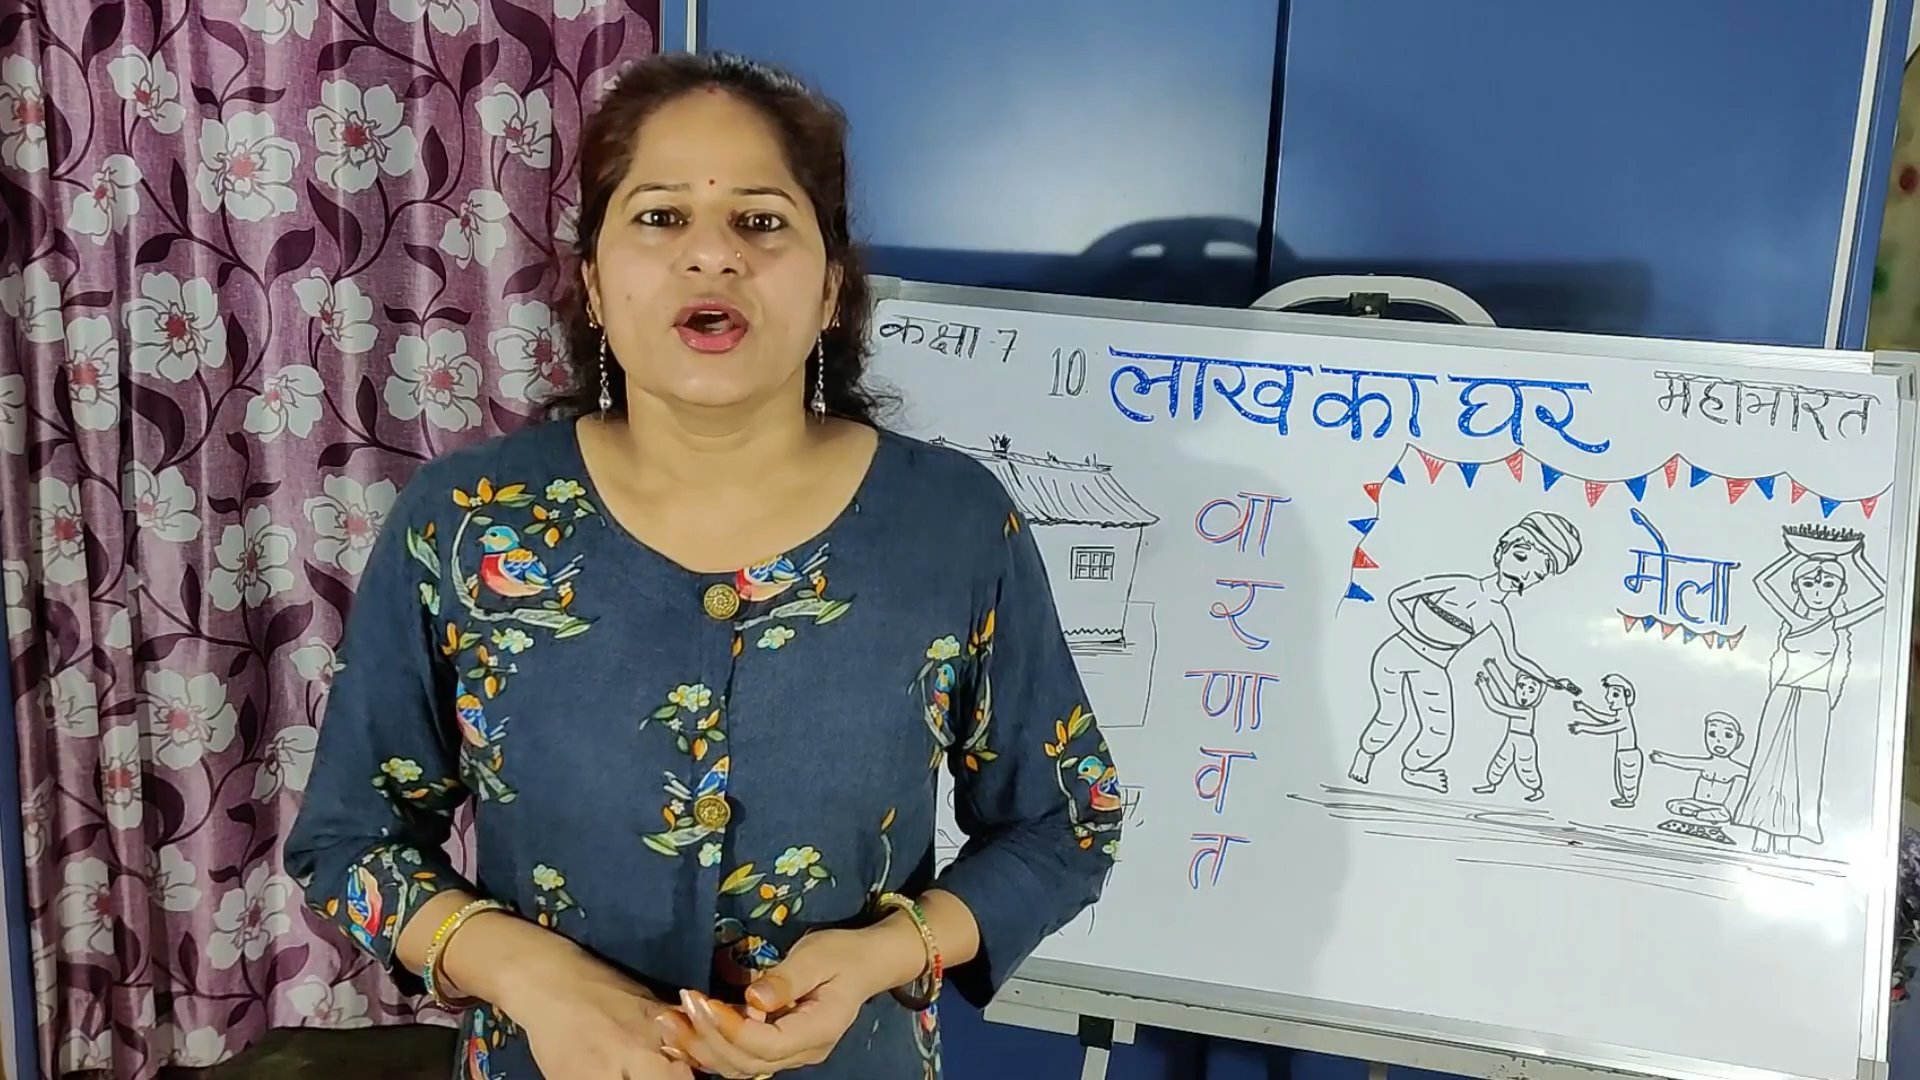 कक्षा-7
10. लाख का घर
महाभारत
वा
र
णा
व
त
मेला